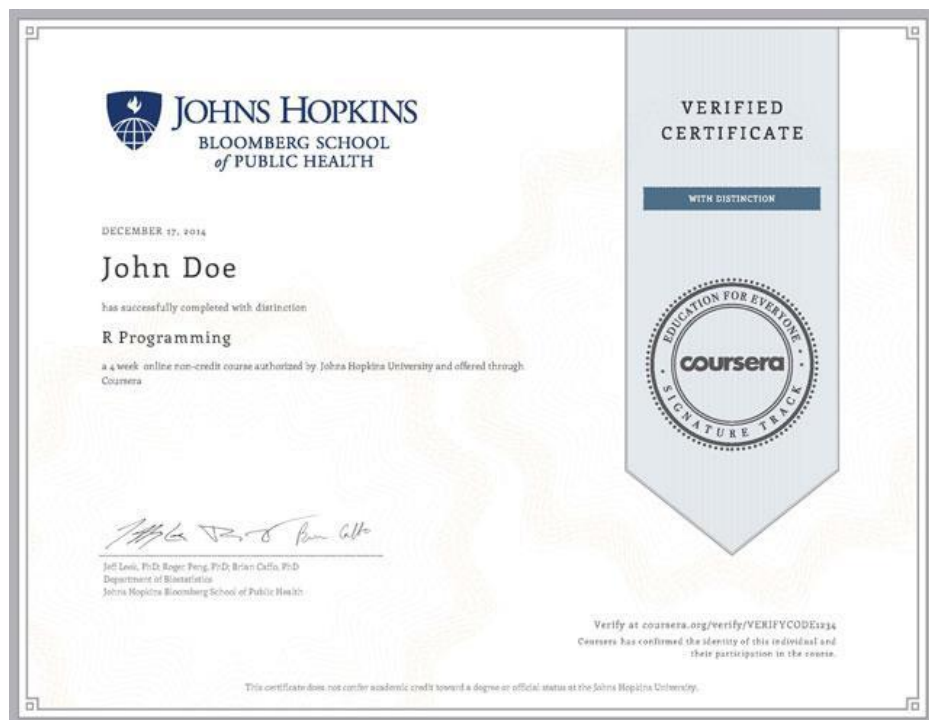 JOHNS HOPKINS
BLOOMBERG SCHOOL
of PUBLIC HEALTH
DECEMBER 17, 2014
John Doe
has successfully completed with distinction
R Programming
a 4 week online non-credit course authorized by Johns Hopkins University and offered through
Coursera
Jeff Leek, PhD; Roger Peng, PhD; Brian Caffo, PhD
Department of Biostatistics
Johns Hopkins Bloomberg School of Public Health
VERIFIED
CERTIFICATE
WITH DISTINCTION
EDUCATION FOR EVERYONE
coursera
SIGNATURE TRACK
Verify at coursera.org/verify/VERIFYCODE1234
Coursera has confirmed the identity of this individual and
their participation in the course.
This certificate does not confer academic credit toward a degree or official status at the Johns Hopkins University.